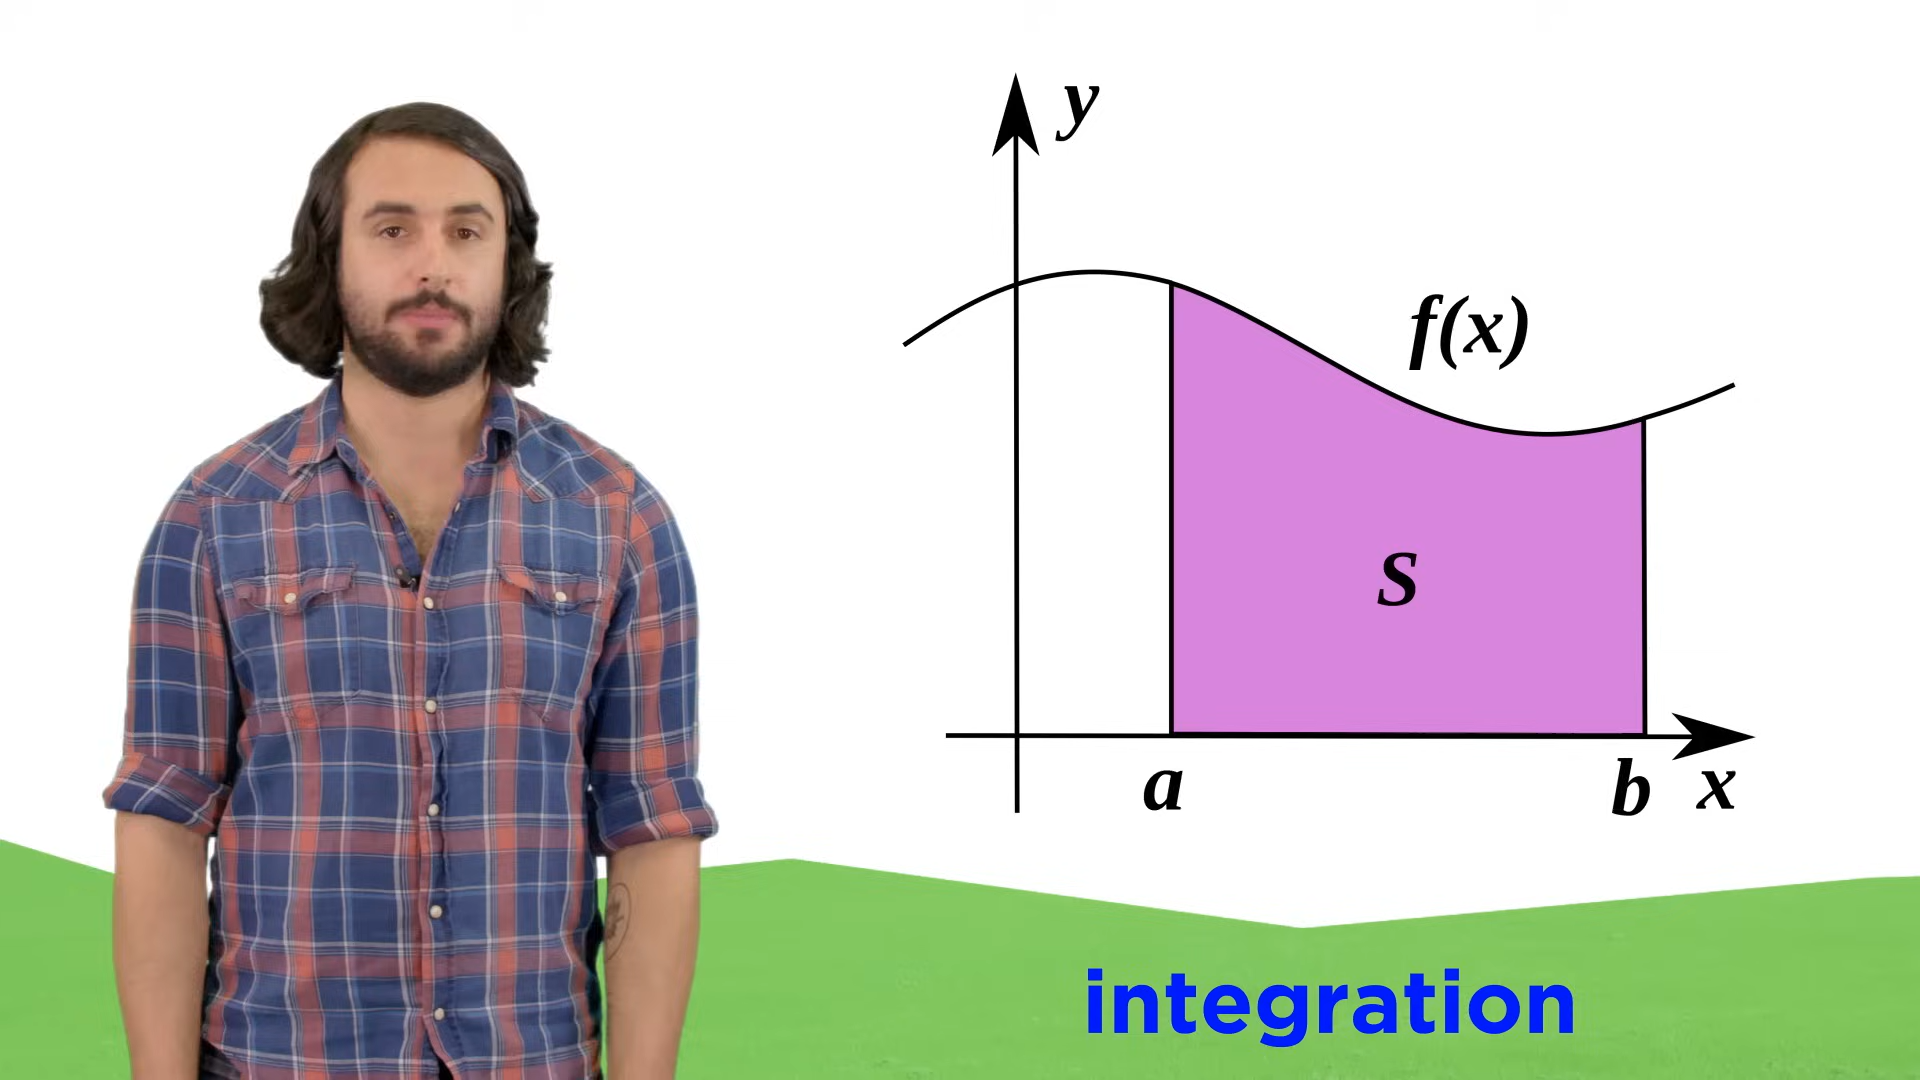 y
f(x)
S
a
b
x
integration